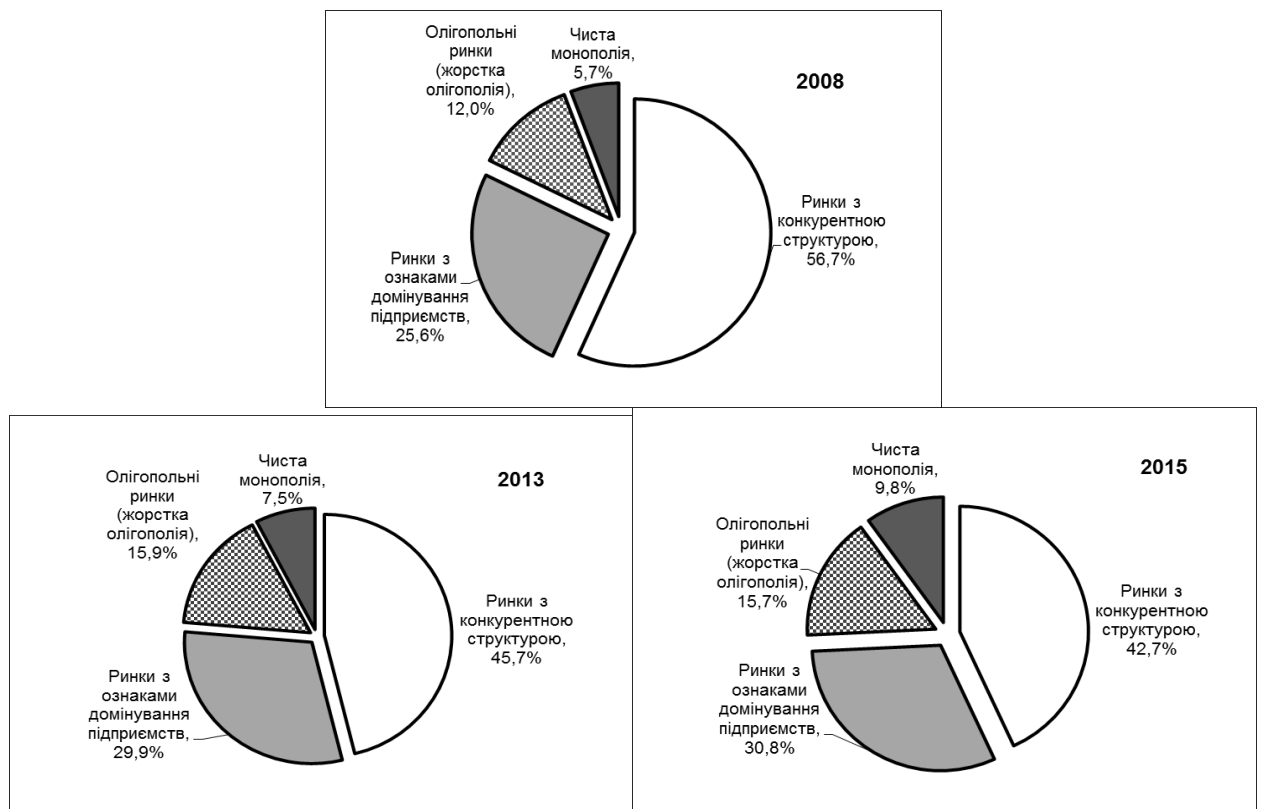 2008
Олігопольні
ринки
(жорстка
олігополія),
12,0%
Чиста
монополія,
5,7%
Ринки з
конкурентною
структурою,
56,7%
Ринки з
ознаками
домінування
підприємств,
25,6%
2013
Олігопольні
ринки
(жорстка
олігополія),
15,9%
Чиста
монополія,
7,5%
Ринки з
конкурентною
структурою,
45,7%
Ринки з
ознаками
домінування
підприємств,
29,9%
2015
Олігопольні
ринки
(жорстка
олігополія),
15,7%
Чиста
монополія,
9,8%
Ринки з
конкурентною
структурою,
42,7%
Ринки з
ознаками
домінування
підприємств,
30,8%